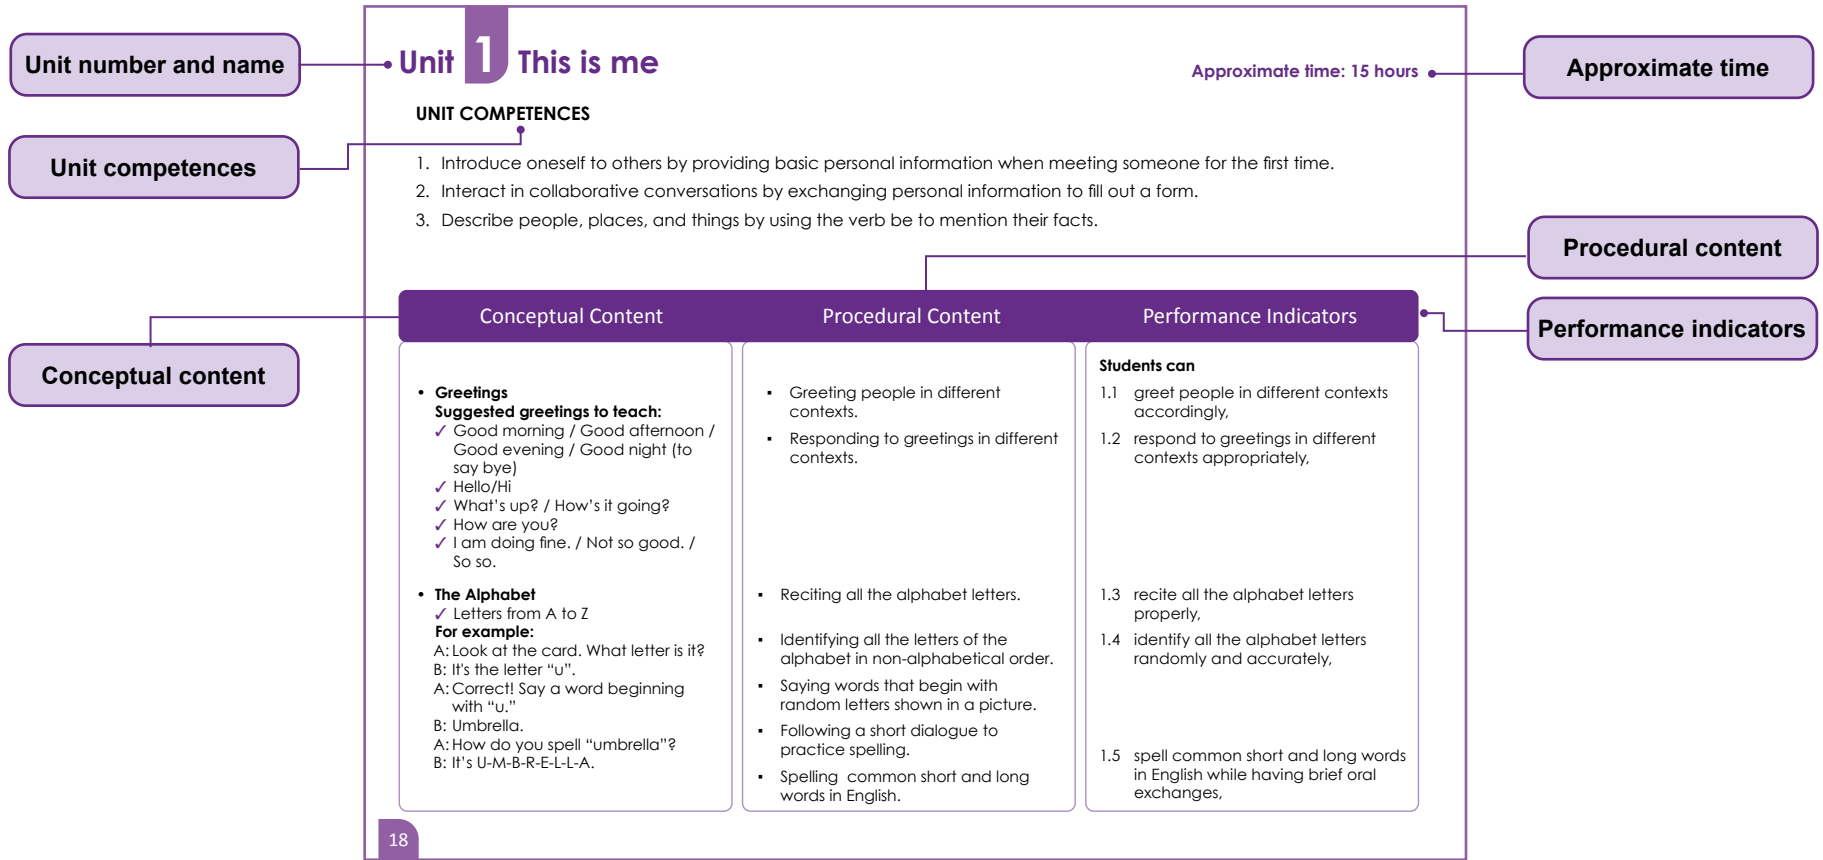 Unit number and name
Unit 1 This is me
Approximate time: 15 hours
Approximate time
UNIT COMPETENCES
Unit competences
1. Introduce oneself to others by providing basic personal information when meeting someone for the first time.
2. Interact in collaborative conversations by exchanging personal information to fill out a form.
3. Describe people, places, and things by using the verb be to mention their facts.
Procedural content
Performance indicators
Conceptual content
Conceptual Content
Procedural Content
Performance Indicators
• Greetings
Suggested greetings to teach:
✓ Good morning / Good afternoon /
Good evening / Good night (to
say bye)
✓ Hello/Hi
✓ What's up? / How's it going?
✓ How are you?
✓ I am doing fine. / Not so good. /
So so.
• The Alphabet
✓ Letters from A to Z
For example:
A: Look at the card. What letter is it?
B: It's the letter “u”.
A: Correct! Say a word beginning
with “u.”
B: Umbrella.
A: How do you spell “umbrella”?
B: It’s U-M-B-R-E-L-L-A.
▪ Greeting people in different
contexts.
▪ Responding to greetings in different
contexts.
▪ Reciting all the alphabet letters.
▪ Identifying all the letters of the
alphabet in non-alphabetical order.
▪ Saying words that begin with
random letters shown in a picture.
▪ Following a short dialogue to
practice spelling.
▪ Spelling common short and long
words in English.
Students can
1.1 greet people in different contexts
accordingly,
1.2 respond to greetings in different
contexts appropriately,
1.3 recite all the alphabet letters
properly,
1.4 identify all the alphabet letters
randomly and accurately,
1.5 spell common short and long words
in English while having brief oral
exchanges,
18